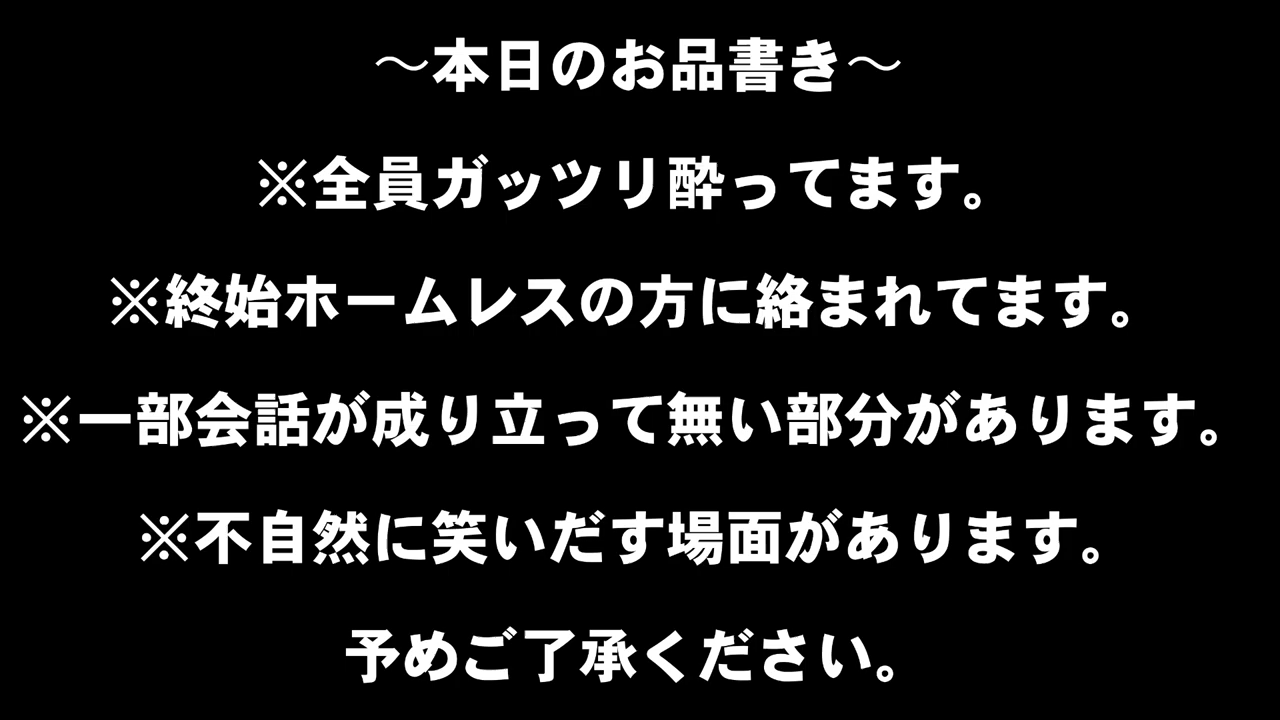 ～本日のお品書き～
※全員ガッツリ酔ってます。
※終始ホームレスの方に絡まれてます。
※一部会話が成り立って無い部分があります。
※不自然に笑いだす場面があります。
予めご了承ください。